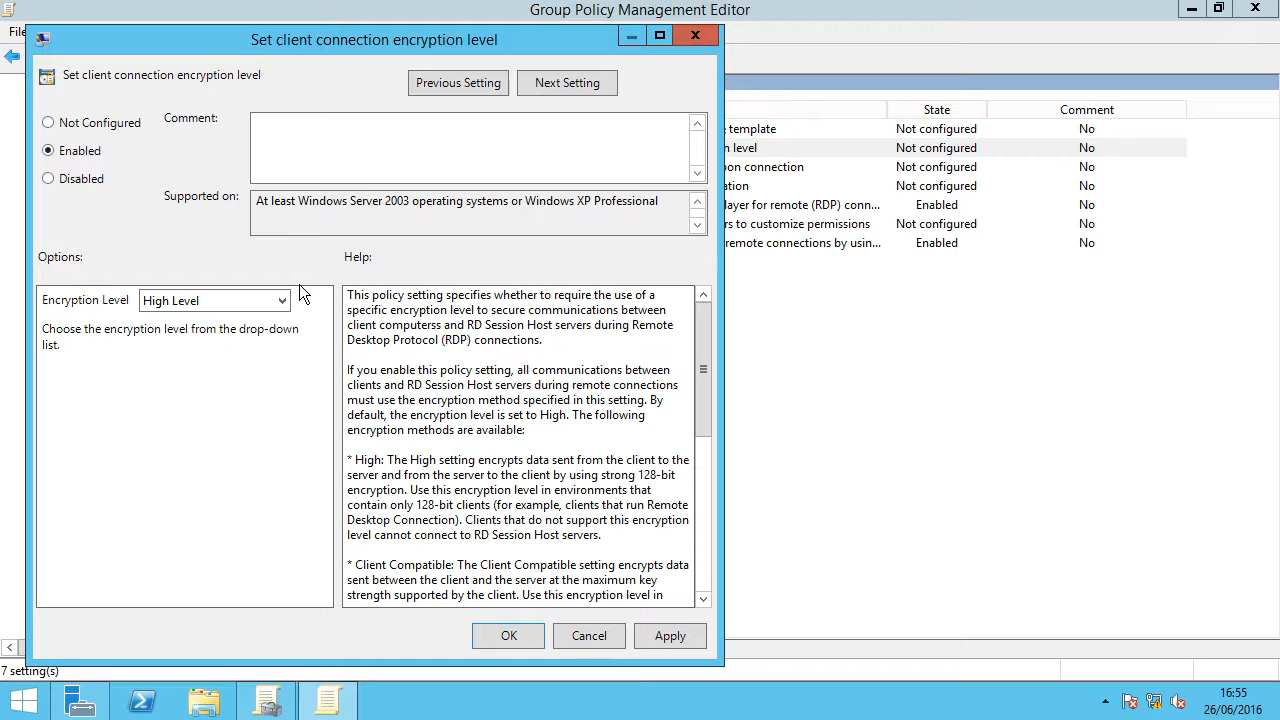 Group Policy Management Editor
File
Set client connection encryption level
Set client connection encryption level
Previous Setting
Next Setting
Not Configured
Enabled
Disabled
Comment:
Supported on:
At least Windows Server 2003 operating systems or Windows XP Professional
Options:
Help:
Encryption Level
High Level
Choose the encryption level from the drop-down
list.
This policy setting specifies whether to require the use of a
specific encryption level to secure communications between
client computerss and RD Session Host servers during Remote
Desktop Protocol (RDP) connections.
If you enable this policy setting, all communications between
clients and RD Session Host servers during remote connections
must use the encryption method specified in this setting. By
default, the encryption level is set to High. The following
encryption methods are available:
* High: The High setting encrypts data sent from the client to the
server and from the server to the client by using strong 128-bit
encryption. Use this encryption level in environments that
contain only 128-bit clients (for example, clients that run Remote
Desktop Connection). Clients that do not support this encryption
level cannot connect to RD Session Host servers.
* Client Compatible: The Client Compatible setting encrypts data
sent between the client and the server at the maximum key
strength supported by the client. Use this encryption level in
OK
Cancel
Apply
State
Comment
template
Not configured
No
level
Not configured
No
connection
Not configured
No
Not configured
No
for remote (RDP) conn...
Enabled
No
to customize permissions
Not configured
No
remote connections by usin...
Enabled
No
7 setting(s)
16:55
26/06/2016